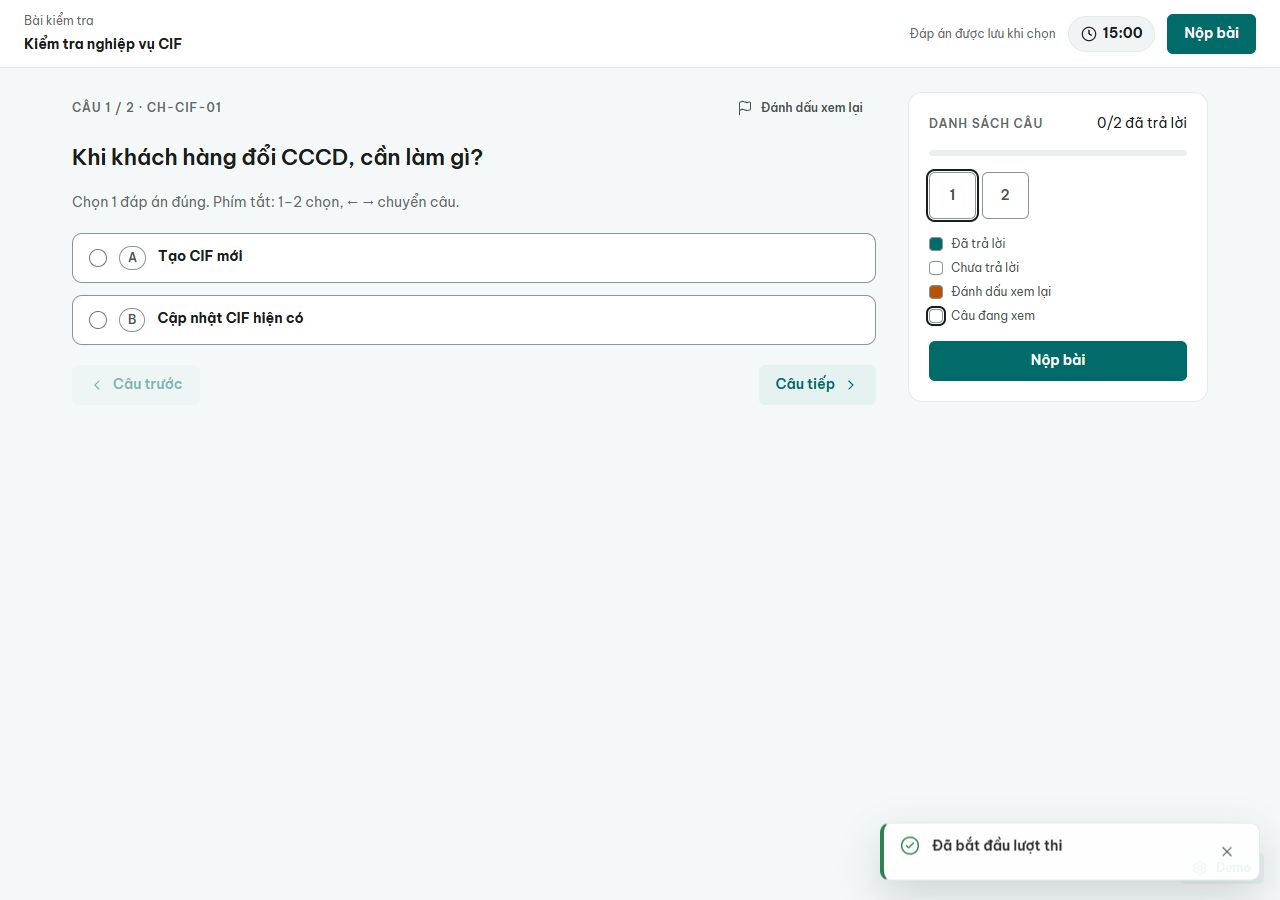 Bài kiểm tra
Kiểm tra nghiệp vụ CIF
Đáp án được lưu khi chọn
15:00
Nộp bài
CÂU 1 / 2 · CH-CIF-01
Đánh dấu xem lại
Khi khách hàng đổi CCCD, cần làm gì?
Chọn 1 đáp án đúng. Phím tắt: 1–2 chọn, ← → chuyển câu.
A Tạo CIF mới
B Cập nhật CIF hiện có
Câu trước
Câu tiếp
DANH SÁCH CÂU
0/2 đã trả lời
1 2
Đã trả lời
Chưa trả lời
Đánh dấu xem lại
Câu đang xem
Nộp bài
Đã bắt đầu lượt thi
Demo